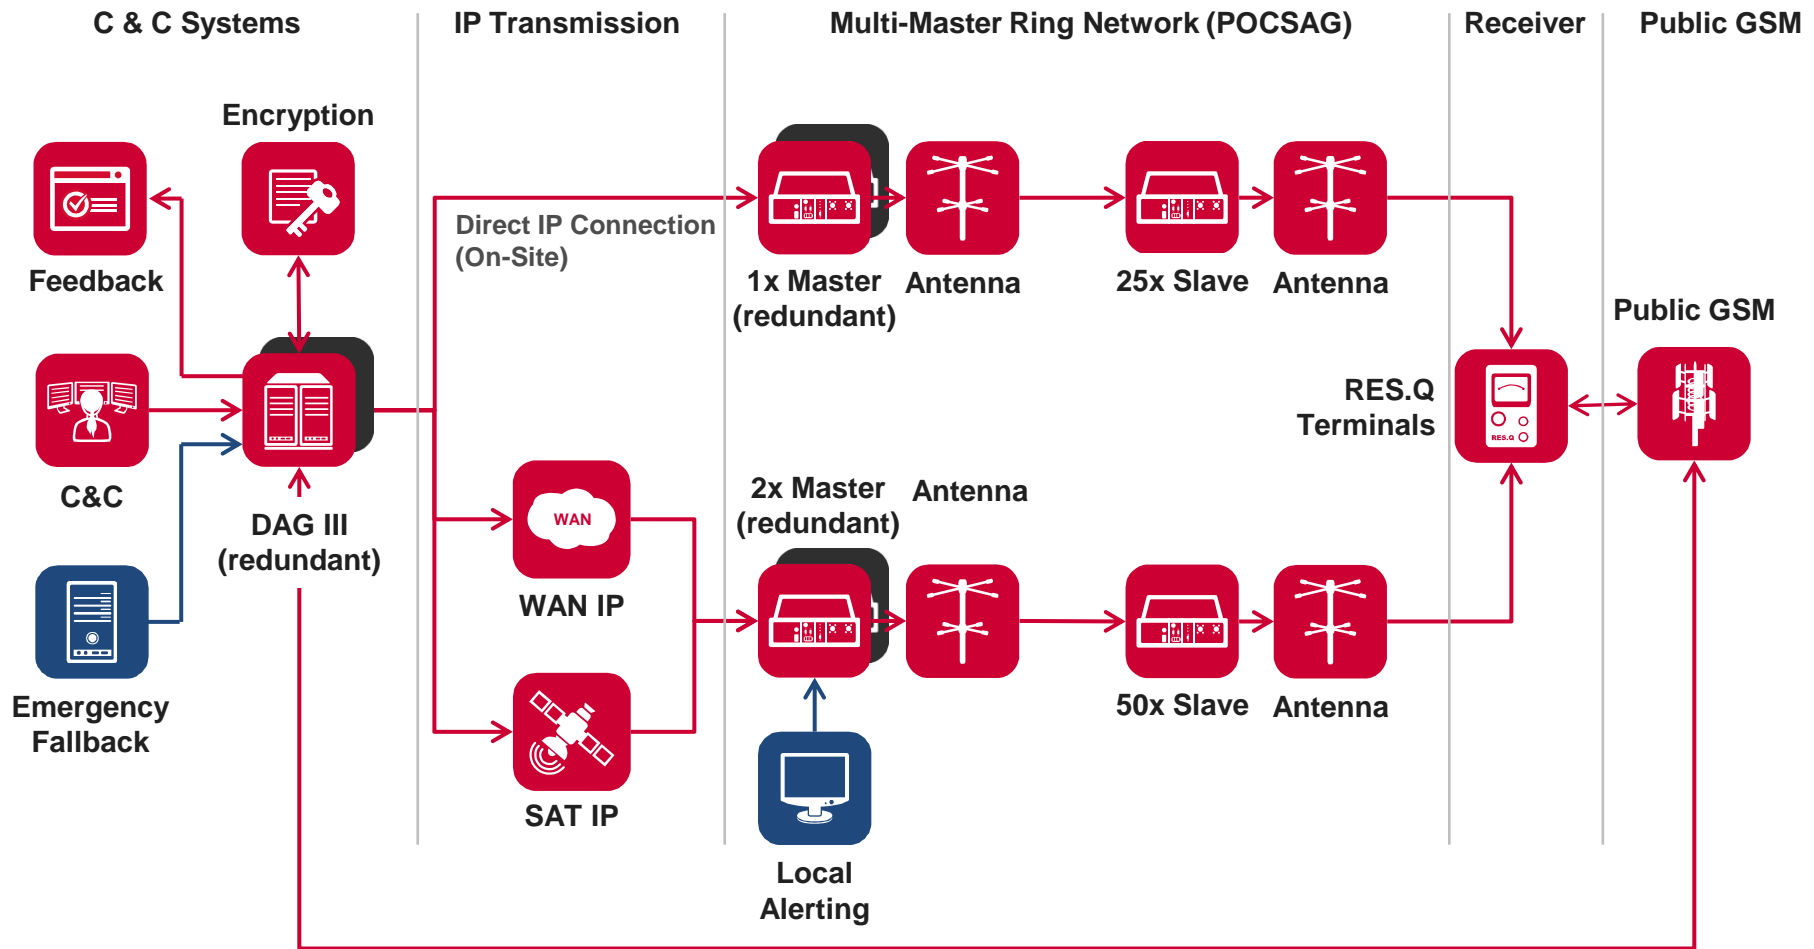 C & C Systems
IP Transmission
Multi-Master Ring Network (POCSAG)
Receiver
Public GSM
Encryption
Feedback
Direct IP Connection
(On-Site)
1x Master
(redundant)
Antenna
25x Slave
Antenna
Public GSM
RES.Q
Terminals
RES.Q
C&C
DAG III
(redundant)
WAN
WAN IP
2x Master
(redundant)
Antenna
50x Slave
Antenna
Emergency
Fallback
SAT IP
Local
Alerting